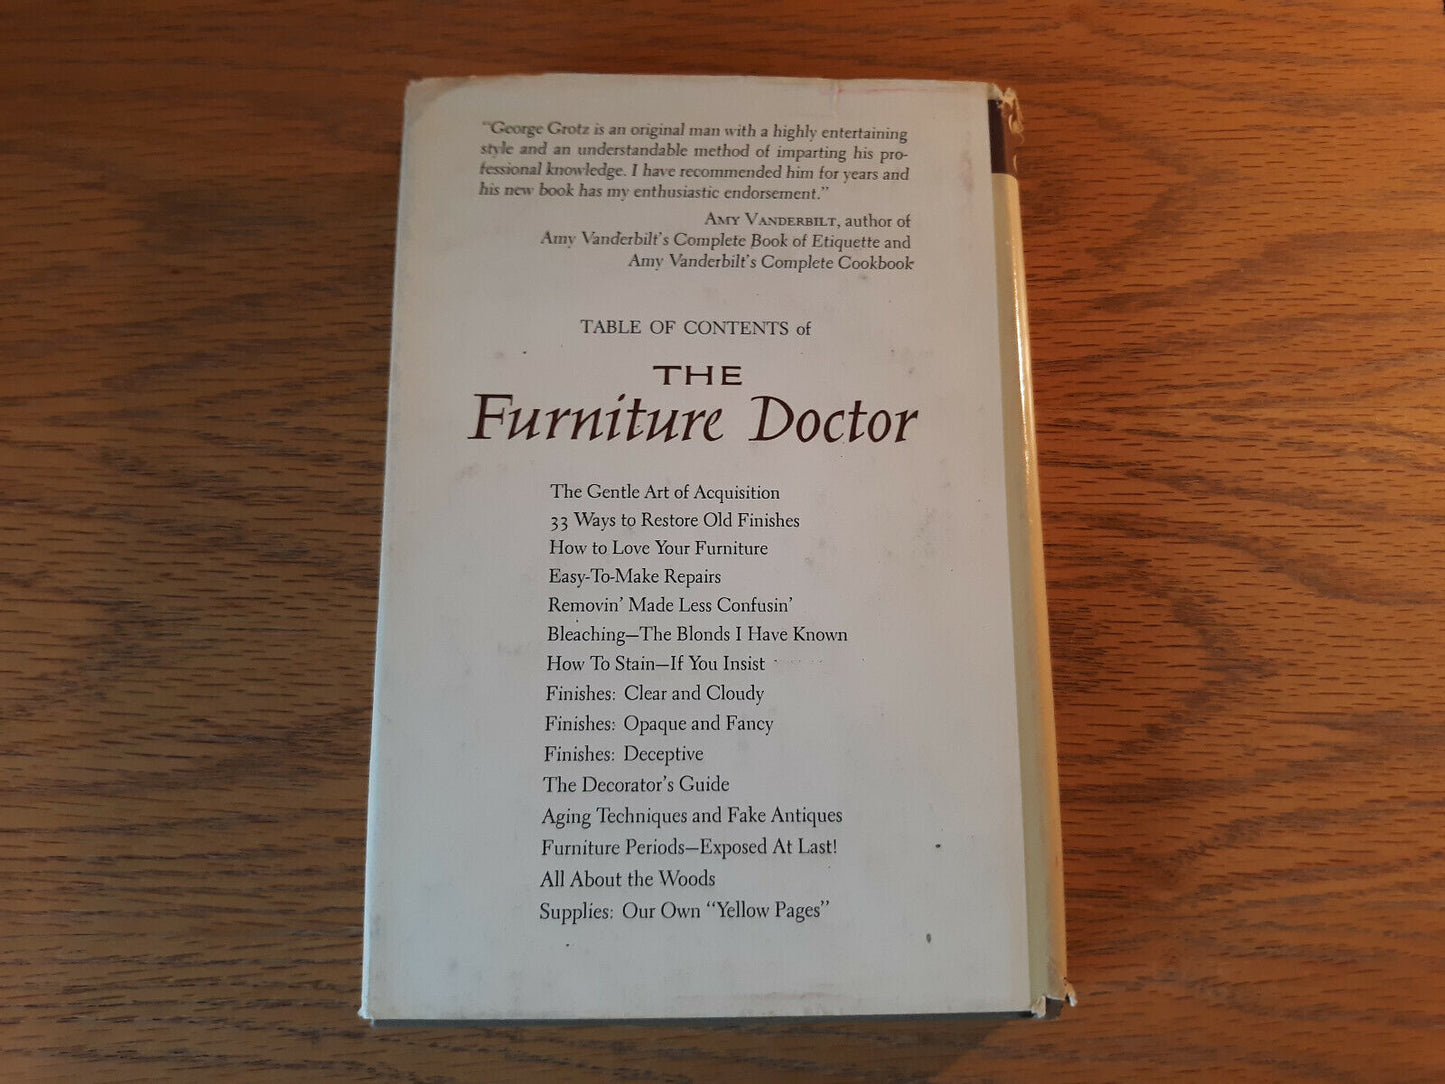 "George Grotz is an original man with a highly entertaining
style and an understandable method of imparting his pro-
fessional knowledge. I have recommended him for years and
his new book has my enthusiastic endorsement."
AMY VANDERBILT, author of
Amy Vanderbilt's Complete Book of Etiquette and
Amy Vanderbilt's Complete Cookbook
TABLE OF CONTENTS of
THE
Furniture Doctor
The Gentle Art of Acquisition
33 Ways to Restore Old Finishes
How to Love Your Furniture
Easy-To-Make Repairs
Removin' Made Less Confusin'
Bleaching—The Blonds I Have Known
How To Stain—If You Insist
Finishes: Clear and Cloudy
Finishes: Opaque and Fancy
Finishes: Deceptive
The Decorator's Guide
Aging Techniques and Fake Antiques
Furniture Periods—Exposed At Last!
All About the Woods
Supplies: Our Own "Yellow Pages"